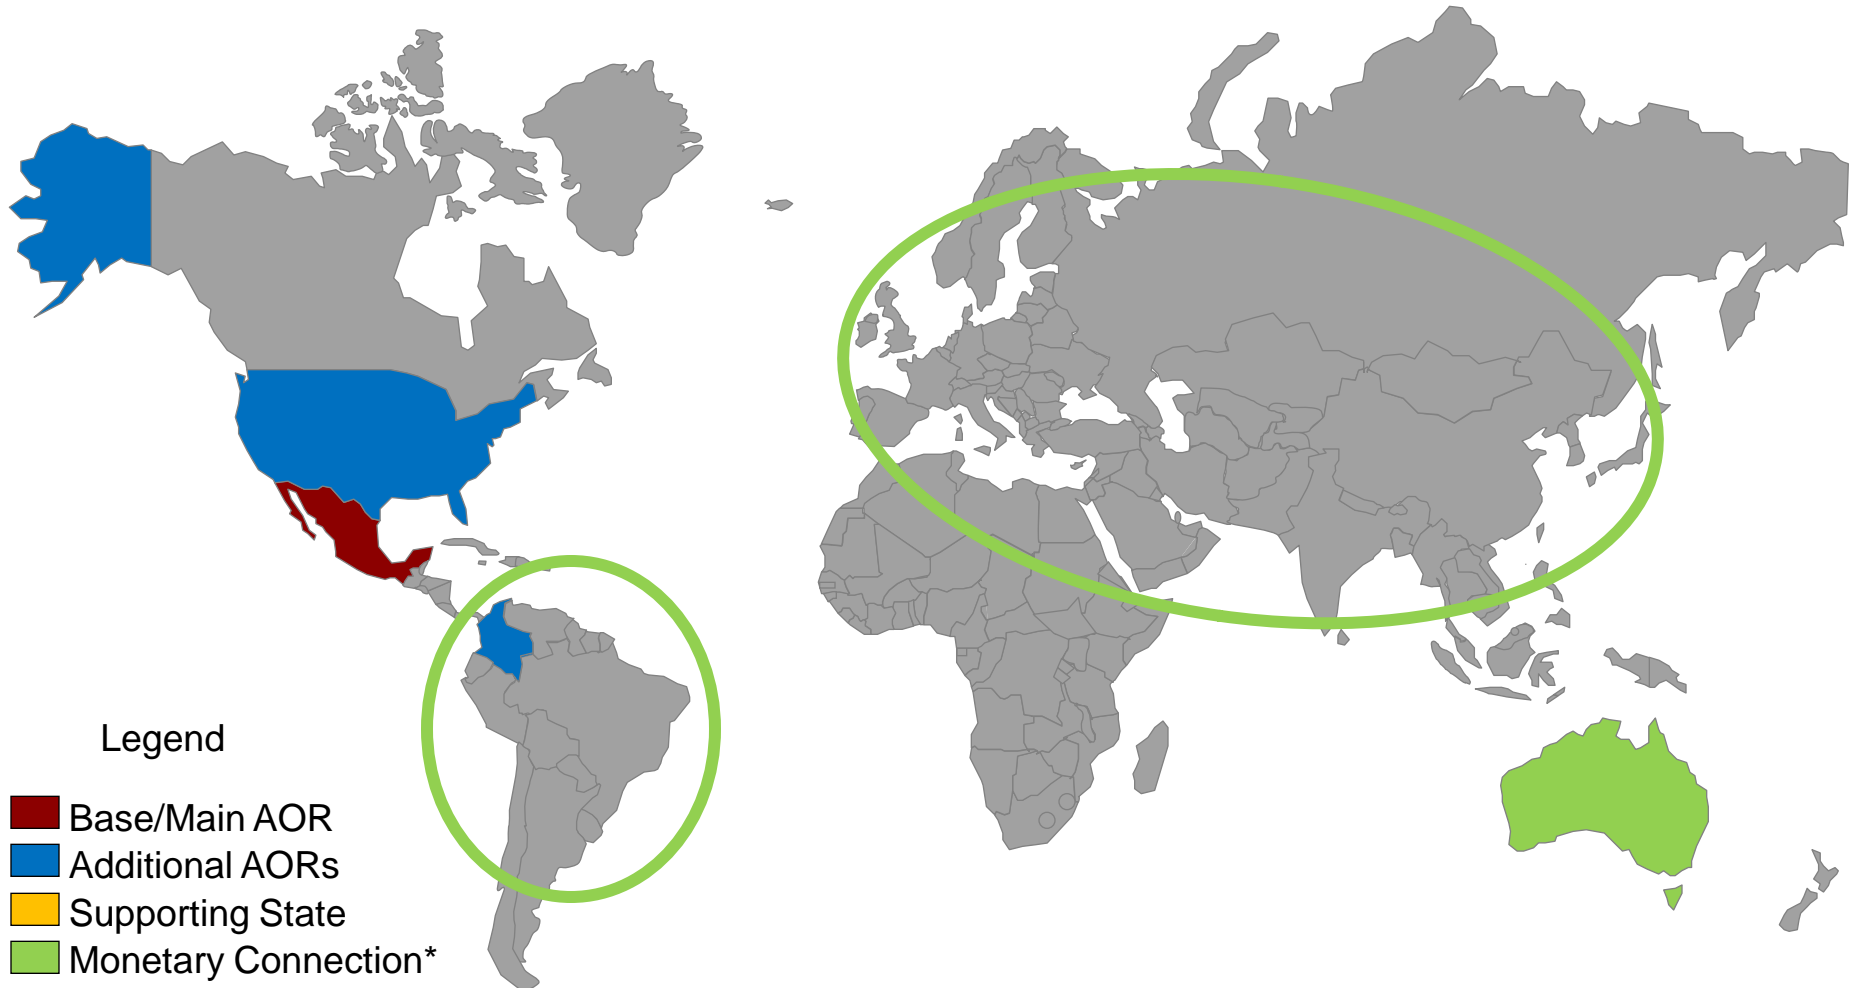 Legend
Base/Main AOR
Additional AORs
Supporting State
Monetary Connection*